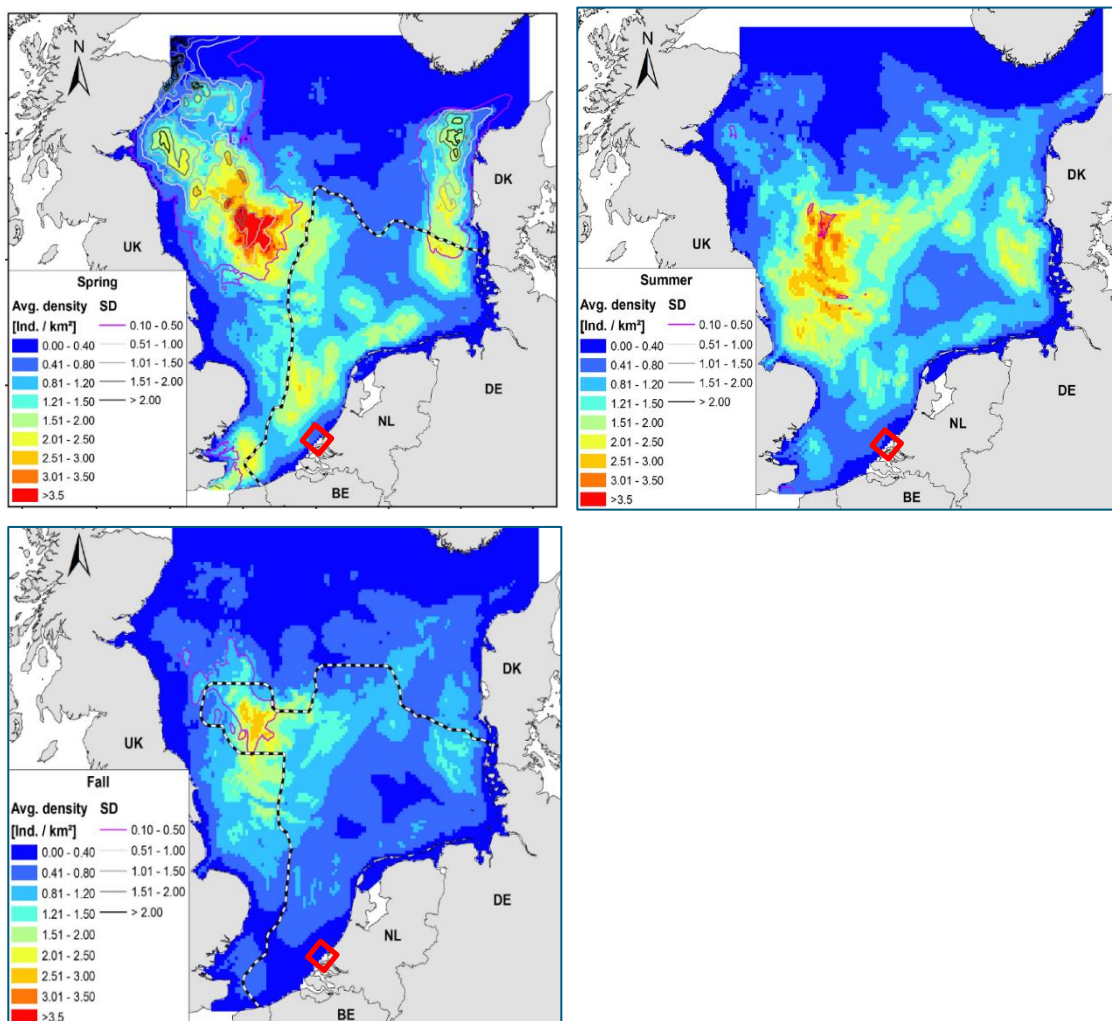 N
UK
DK
DE
NL
BE
Spring
Avg. density SD
[Ind. / km²] 0.10 - 0.50
0.00 - 0.40 0.51 - 1.00
0.41 - 0.80 1.01 - 1.50
0.81 - 1.20 1.51 - 2.00
1.21 - 1.50 > 2.00
1.51 - 2.00
2.01 - 2.50
2.51 - 3.00
3.01 - 3.50
>3.5
N
UK
DK
DE
NL
BE
Summer
Avg. density SD
[Ind. / km²] 0.10 - 0.50
0.00 - 0.40 0.51 - 1.00
0.41 - 0.80 1.01 - 1.50
0.81 - 1.20 1.51 - 2.00
1.21 - 1.50 > 2.00
1.51 - 2.00
2.01 - 2.50
2.51 - 3.00
3.01 - 3.50
>3.5
N
UK
DK
DE
NL
BE
Fall
Avg. density SD
[Ind. / km²] 0.10 - 0.50
0.00 - 0.40 0.51 - 1.00
0.41 - 0.80 1.01 - 1.50
0.81 - 1.20 1.51 - 2.00
1.21 - 1.50 > 2.00
1.51 - 2.00
2.01 - 2.50
2.51 - 3.00
3.01 - 3.50
>3.5